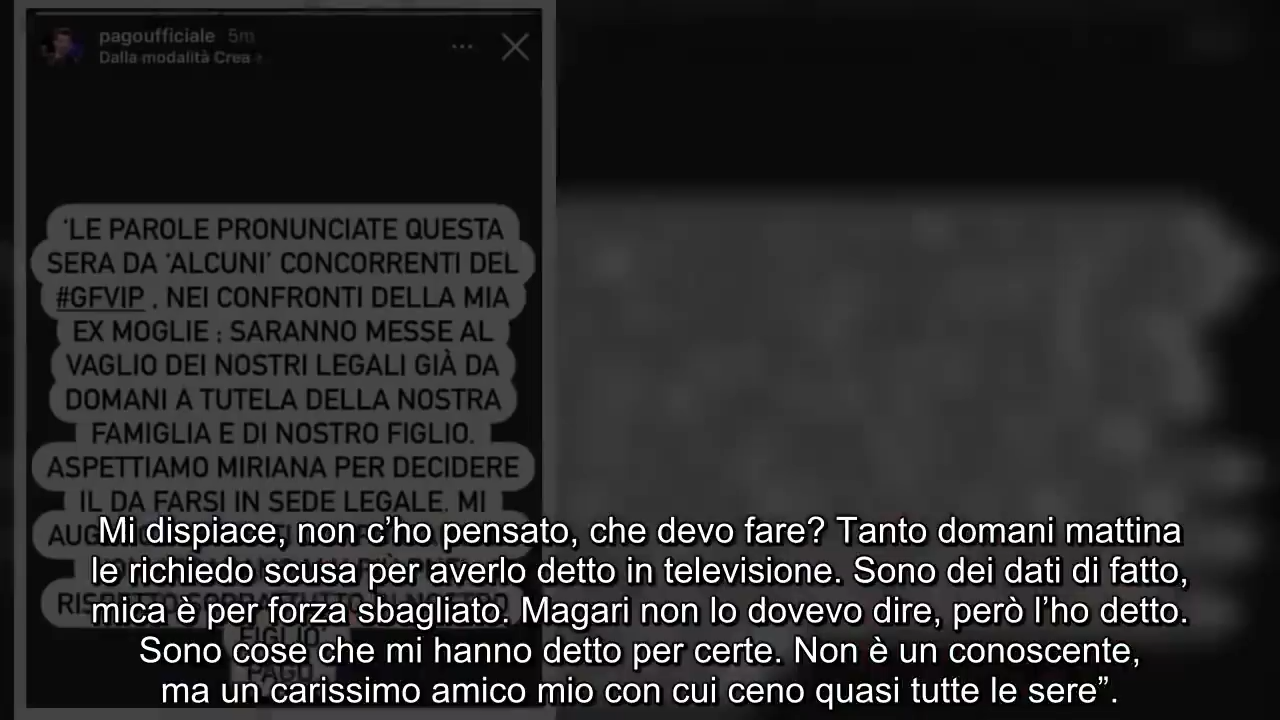 pagoufficiale 5m
Dalla modalità Crea >
'LE PAROLE PRONUNCIATE QUESTA
SERA DA 'ALCUNI' CONCORRENTI DEL
#GFVIP , NEI CONFRONTI DELLA MIA
EX MOGLIE ; SARANNO MESSE AL
VAGLIO DEI NOSTRI LEGALI GIÀ DA
DOMANI A TUTELA DELLA NOSTRA
FAMIGLIA E DI NOSTRO FIGLIO.
ASPETTIAMO MIRIANA PER DECIDERE
IL DA FARSI IN SEDE LEGALE. MI
FIGLIO'
PAGO
Mi dispiace, non c’ho pensato, che devo fare? Tanto domani mattina
le richiedo scusa per averlo detto in televisione. Sono dei dati di fatto,
mica è per forza sbagliato. Magari non lo dovevo dire, però l’ho detto.
Sono cose che mi hanno detto per certe. Non è un conoscente,
ma un carissimo amico mio con cui ceno quasi tutte le sere”.